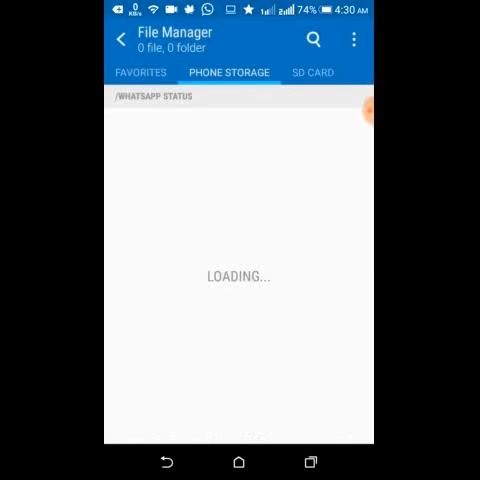 0 KB/s 74% 4:30 AM
File Manager
0 file, 0 folder
FAVORITES PHONE STORAGE SD CARD
/WHATSAPP STATUS
LOADING...